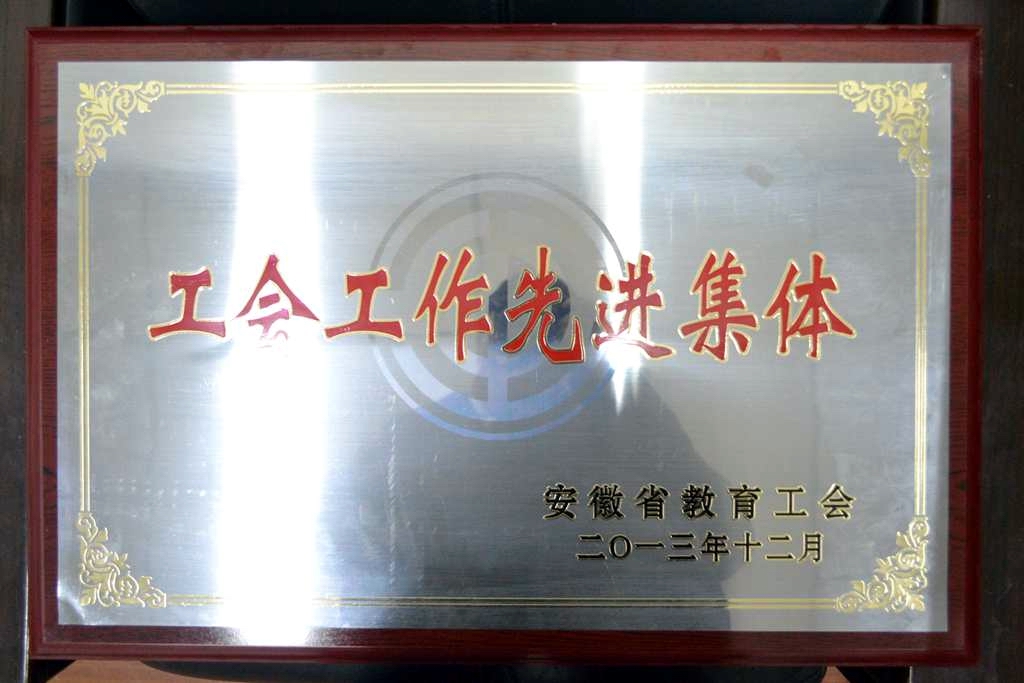 工会工作先进集体
安徽省教育工会
二〇一三年十二月